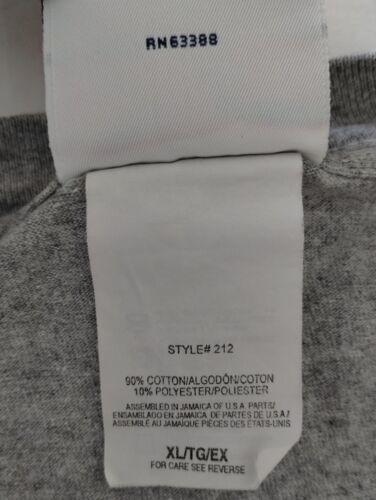 RN63388
STYLE# 212
90% COTTON/ALGODÓN/COTON
10% POLYESTER/POLIESTER
ASSEMBLED IN JAMAICA OF U.S.A. PARTS/
ENSAMBLADO EN JAMAICA DE PARTES DE U.S.A./
ASSEMBLÉ AU JAMAÏQUE PIÈCES DES ÉTATS-UNIS
XL/TG/EX
FOR CARE SEE REVERSE